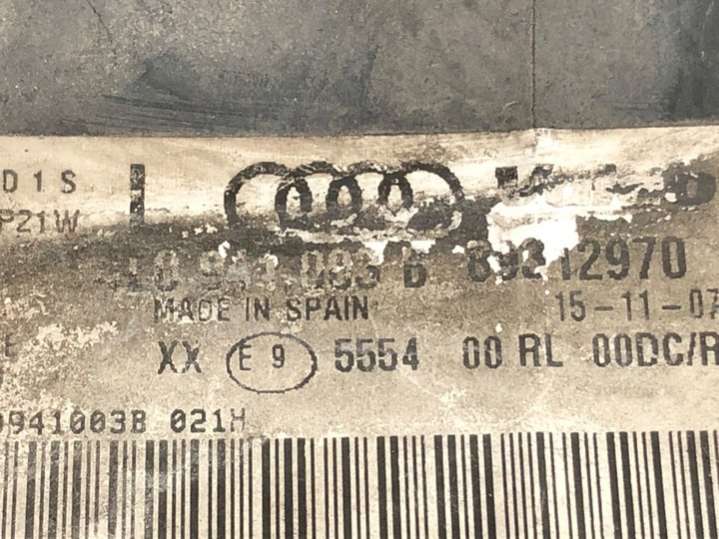 D1S
P21W
B 89312970
MADE IN SPAIN
15-11-07
XX E9 5554 00 RL 00DC/R
0941003B 021H